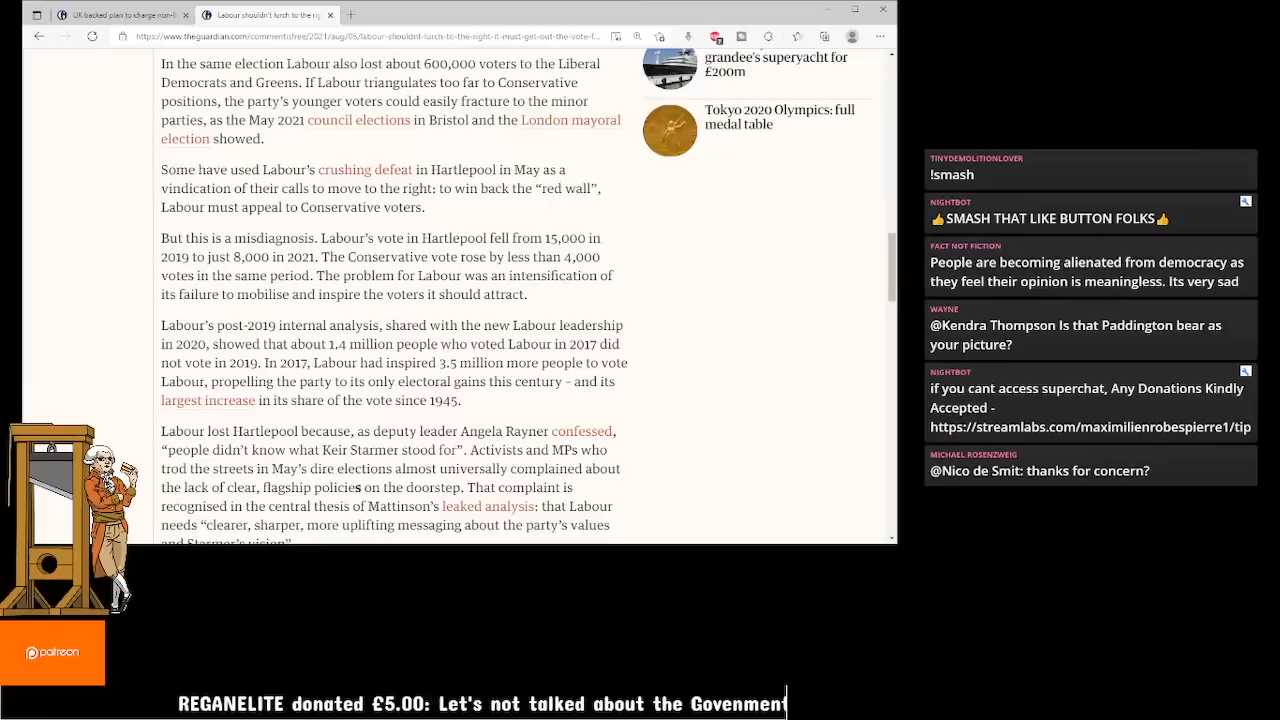 UK backed plan to charge non-E
Labour shouldn't lurch to the rig
https://www.theguardian.com/commentisfree/2021/aug/05/labour-shouldnt-lurch-to-the-right-it-must-get-out-the-vote-f...
In the same election Labour also lost about 600,000 voters to the Liberal
Democrats and Greens. If Labour triangulates too far to Conservative
positions, the party's younger voters could easily fracture to the minor
parties, as the May 2021 council elections in Bristol and the London mayoral
election showed.
Some have used Labour's crushing defeat in Hartlepool in May as a
vindication of their calls to move to the right: to win back the “red wall”,
Labour must appeal to Conservative voters.
But this is a misdiagnosis. Labour's vote in Hartlepool fell from 15,000 in
2019 to just 8,000 in 2021. The Conservative vote rose by less than 4,000
votes in the same period. The problem for Labour was an intensification of
its failure to mobilise and inspire the voters it should attract.
Labour's post-2019 internal analysis, shared with the new Labour leadership
in 2020, showed that about 1.4 million people who voted Labour in 2017 did
not vote in 2019. In 2017, Labour had inspired 3.5 million more people to vote
Labour, propelling the party to its only electoral gains this century – and its
largest increase in its share of the vote since 1945.
Labour lost Hartlepool because, as deputy leader Angela Rayner confessed,
“people didn't know what Keir Starmer stood for”. Activists and MPs who
trod the streets in May's dire elections almost universally complained about
the lack of clear, flagship policies on the doorstep. That complaint is
recognised in the central thesis of Mattinson's leaked analysis: that Labour
needs “clearer, sharper, more uplifting messaging about the party's values
and Starmer's vision”
grandee's superyacht for
£200m
Tokyo 2020 Olympics: full
medal table
TINYDEMOLITIONLOVER
!smash
NIGHTBOT
👍SMASH THAT LIKE BUTTON FOLKS👍
FACT NOT FICTION
People are becoming alienated from democracy as
they feel their opinion is meaningless. Its very sad
WAYNE
@Kendra Thompson Is that Paddington bear as
your picture?
NIGHTBOT
if you cant access superchat, Any Donations Kindly
Accepted -
https://streamlabs.com/maximilienrobespierre1/tip
MICHAEL ROSENZWEIG
@Nico de Smit: thanks for concern?
patreon
REGANELITE donated £5.00: Let's not talked about the Govenment